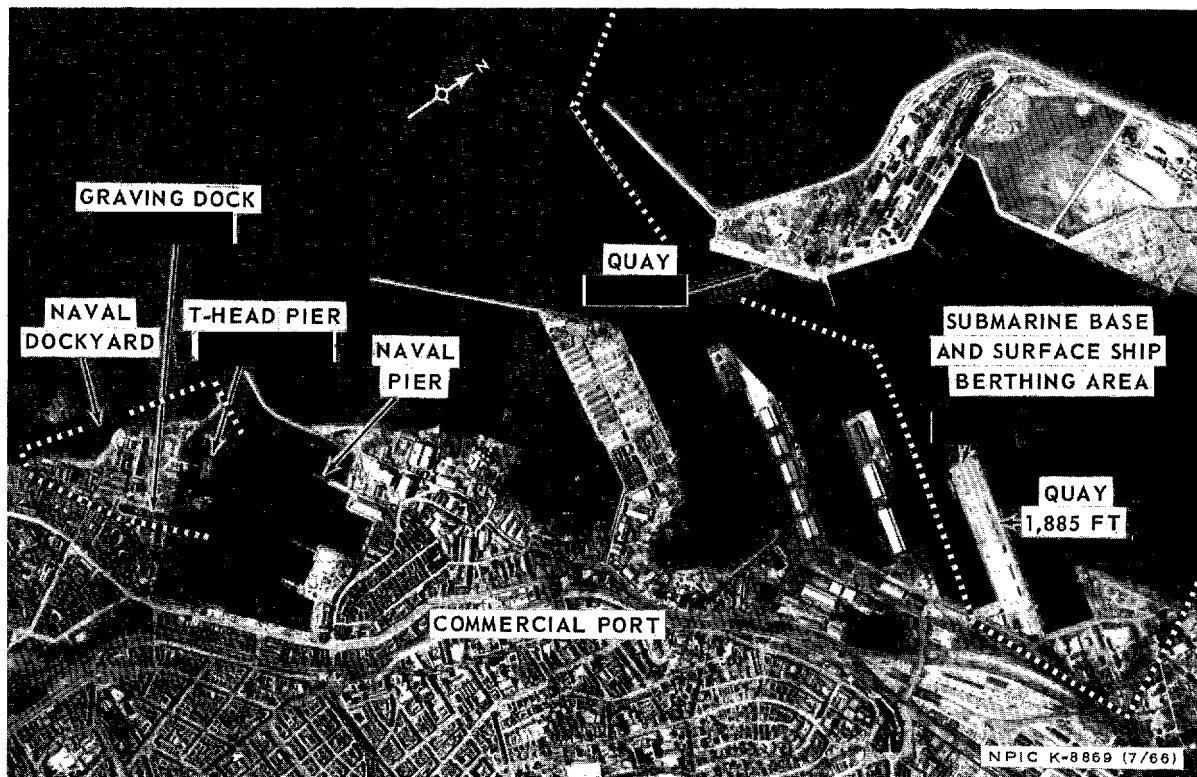 N
GRAVING DOCK
NAVAL
DOCKYARD
T-HEAD PIER
NAVAL
PIER
QUAY
SUBMARINE BASE
AND SURFACE SHIP
BERTHING AREA
QUAY
1,885 FT
COMMERCIAL PORT
NPIC K-8869 (7/66)